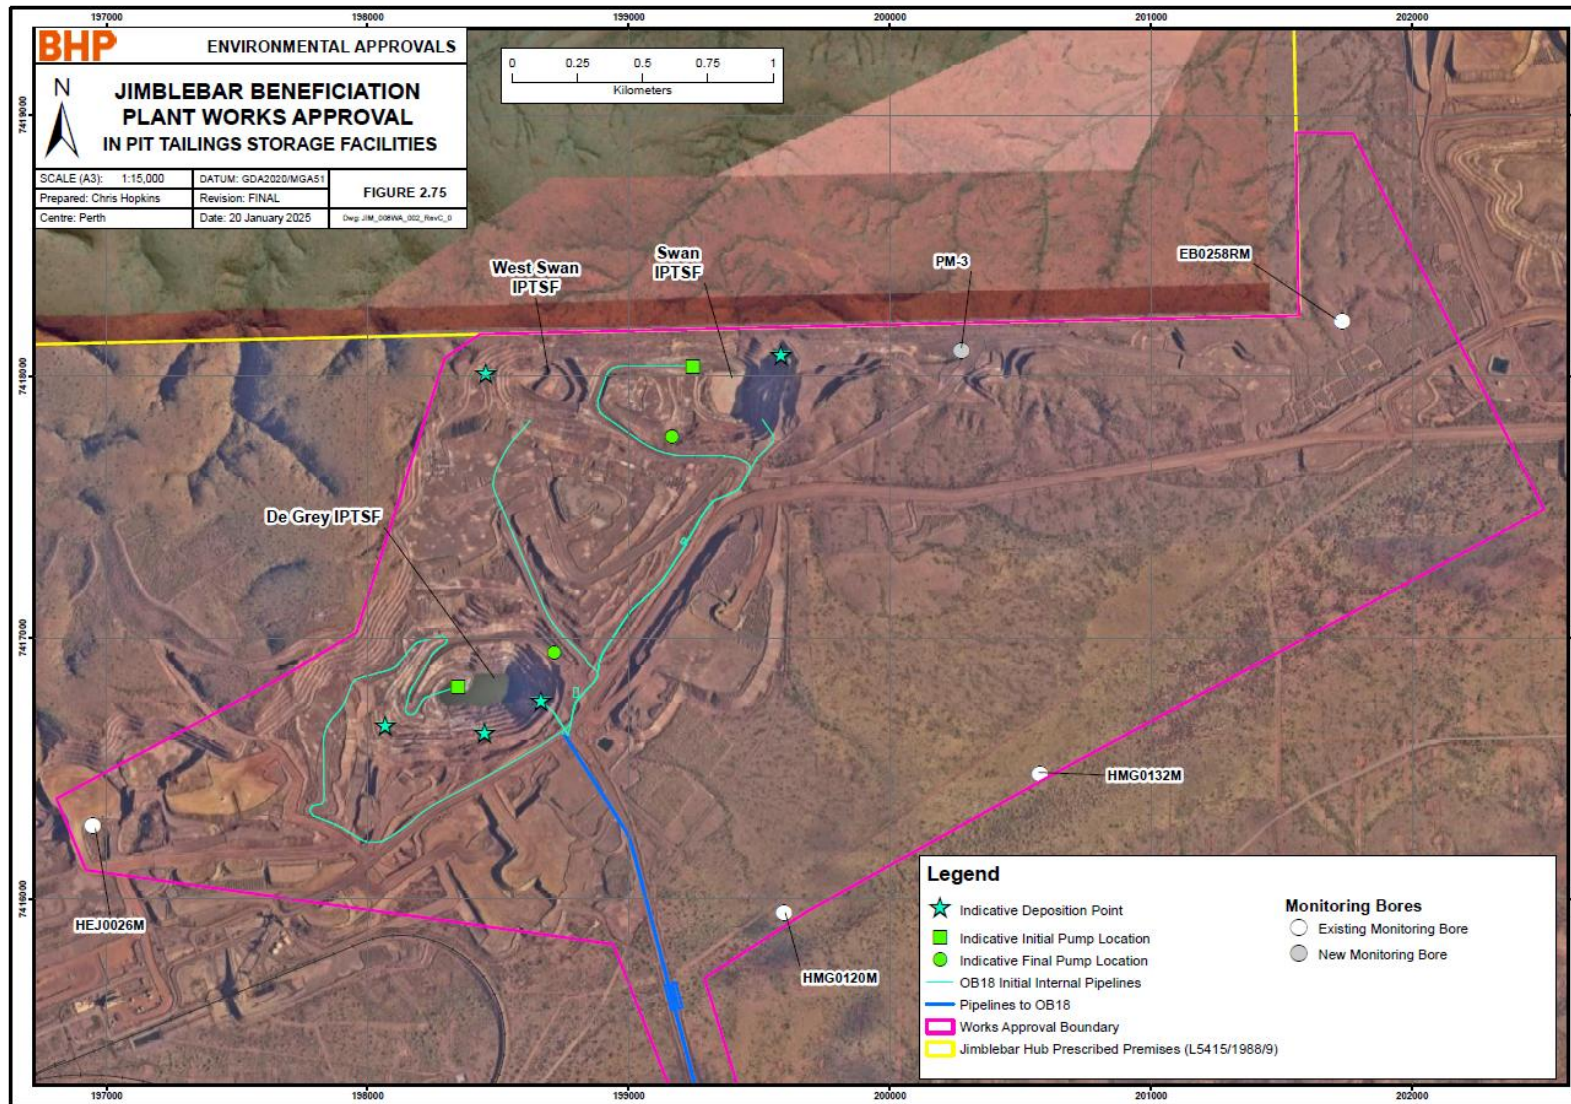 197000 198000 199000 200000 201000 202000
BHP
ENVIRONMENTAL APPROVALS
N
JIMBLEBAR BENEFICIATION
PLANT WORKS APPROVAL
IN PIT TAILINGS STORAGE FACILITIES
SCALE (A3): 1:15,000
DATUM: GDA2020/MGA51
FIGURE 2.75
Prepared: Chris Hopkins
Revision: FINAL
Centre: Perth
Date: 20 January 2025
Dwg: JIM_008WA_002_RevC_0
0 0.25 0.5 0.75 1
Kilometers
7419000
7418000
7417000
7416000
West Swan
IPTSF
Swan
IPTSF
PM-3
EB0258RM
De Grey IPTSF
HMG0132M
HEJ0026M
HMG0120M
Legend
Indicative Deposition Point
Indicative Initial Pump Location
Indicative Final Pump Location
OB18 Initial Internal Pipelines
Pipelines to OB18
Works Approval Boundary
Jimblebar Hub Prescribed Premises (L5415/1988/9)
Monitoring Bores
Existing Monitoring Bore
New Monitoring Bore
197000 198000 199000 200000 201000 202000